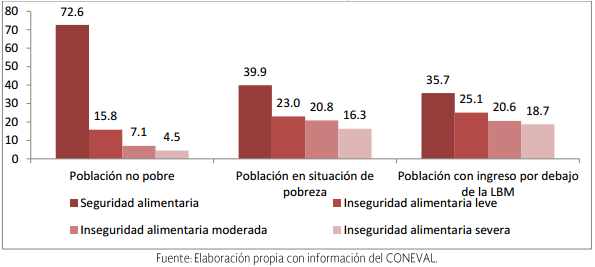 80
70
60
50
40
30
20
10
0
72.6
15.8
7.1
4.5
39.9
23.0
20.8
16.3
35.7
25.1
20.6
18.7
Población no pobre
Población en situación de
pobreza
Población con ingreso por debajo
de la LBM
Seguridad alimentaria
Inseguridad alimentaria leve
Inseguridad alimentaria moderada
Inseguridad alimentaria severa
Fuente: Elaboración propia con información del CONEVAL.